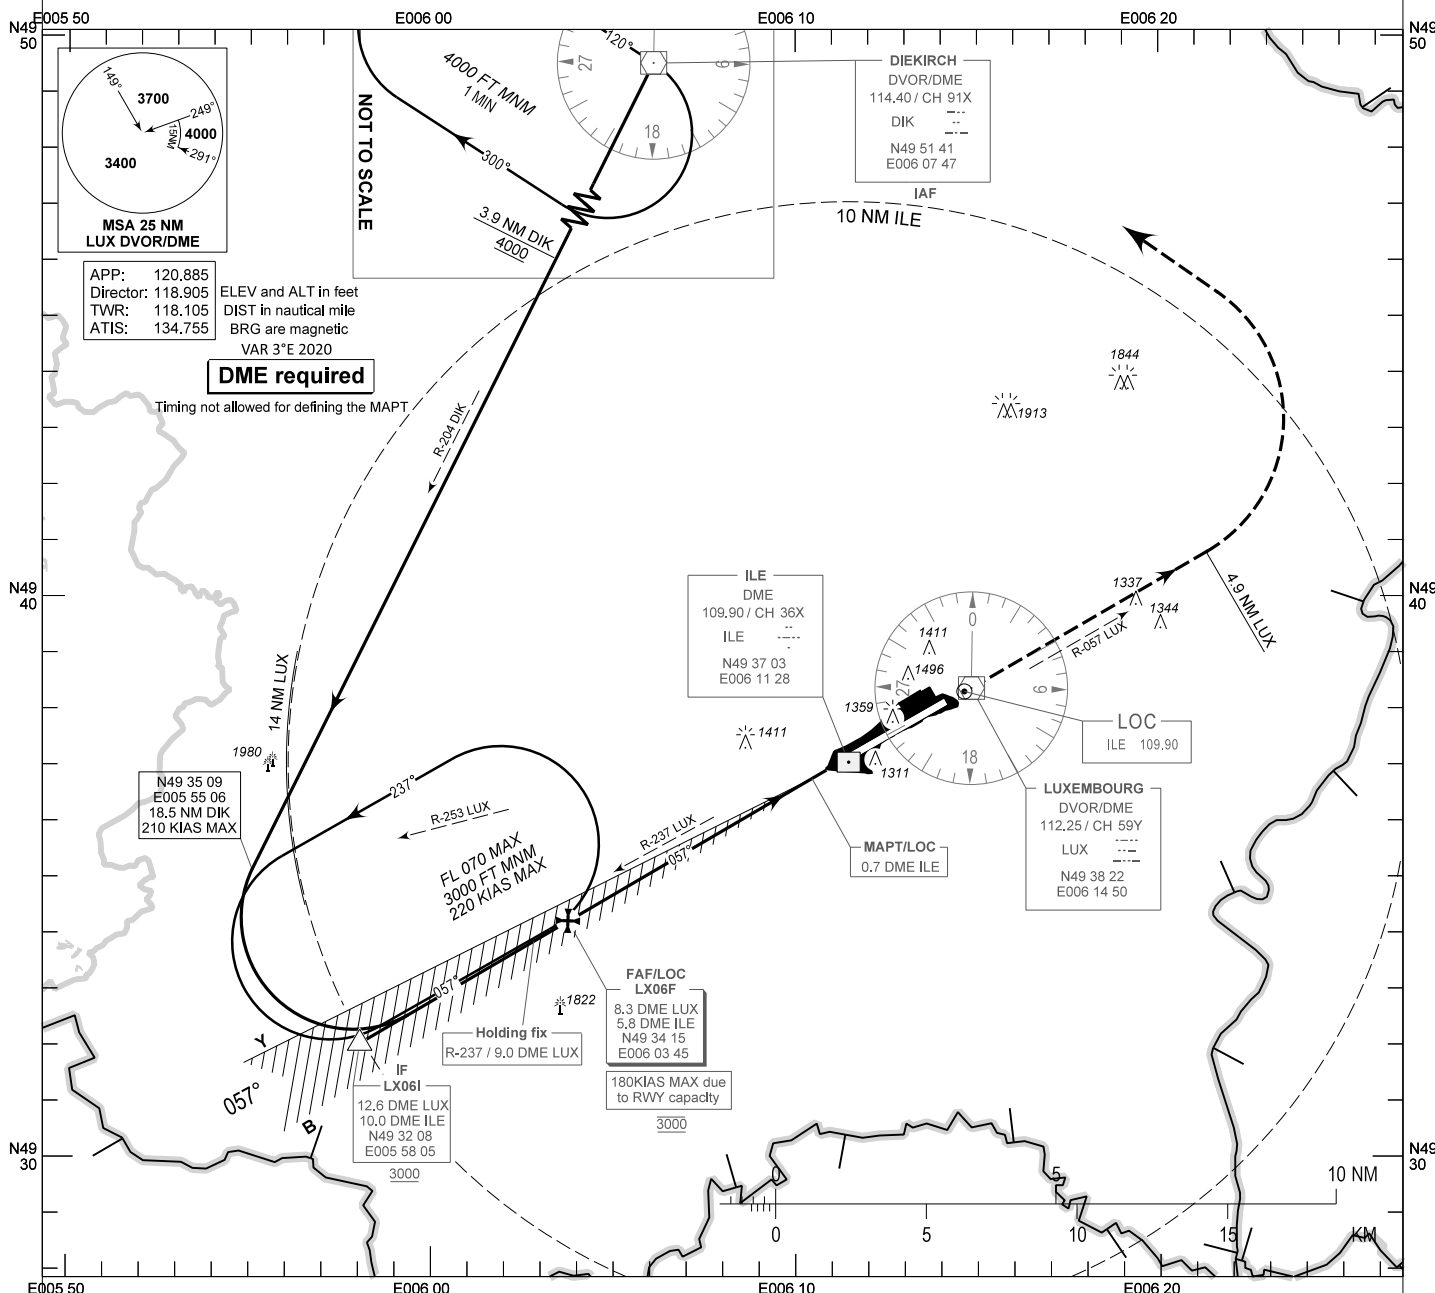 E005 50
E006 00
E006 10
E006 20
N49
50
N49
50
149°
3700
249°
4000
15NM
291°
3400
MSA 25 NM
LUX DVOR/DME
APP: 120.885
Director: 118.905
TWR: 118.105
ATIS: 134.755
ELEV and ALT in feet
DIST in nautical mile
BRG are magnetic
VAR 3°E 2020
DME required
Timing not allowed for defining the MAPT
NOT TO SCALE
4000 FT MNM
1 MIN
120°
300°
27
9
18
3.9 NM DIK
4000
DIEKIRCH
DVOR/DME
114.40 / CH 91X
DIK
N49 51 41
E006 07 47
IAF
10 NM ILE
R-204 DIK
1844
1913
N49
40
N49
40
14 NM LUX
1980
N49 35 09
E005 55 06
18.5 NM DIK
210 KIAS MAX
ILE
DME
109.90 / CH 36X
ILE
N49 37 03
E006 11 28
1411
1496
1359
1411
1311
0
27
9
18
1337
1344
R-057 LUX
4.9 NM LUX
LOC
ILE 109.90
LUXEMBOURG
DVOR/DME
112.25 / CH 59Y
LUX
N49 38 22
E006 14 50
MAPT/LOC
0.7 DME ILE
237°
R-253 LUX
FL 070 MAX
3000 FT MNM
220 KIAS MAX
R-237 LUX
057°
057°
1822
FAF/LOC
LX06F
8.3 DME LUX
5.8 DME ILE
N49 34 15
E006 03 45
180KIAS MAX due
to RWY capacity
3000
Holding fix
R-237 / 9.0 DME LUX
Y
057°
B
IF
LX06I
12.6 DME LUX
10.0 DME ILE
N49 32 08
E005 58 05
3000
N49
30
N49
30
0
5
10 NM
0
5
10
15
KM
E005 50
E006 00
E006 10
E006 20